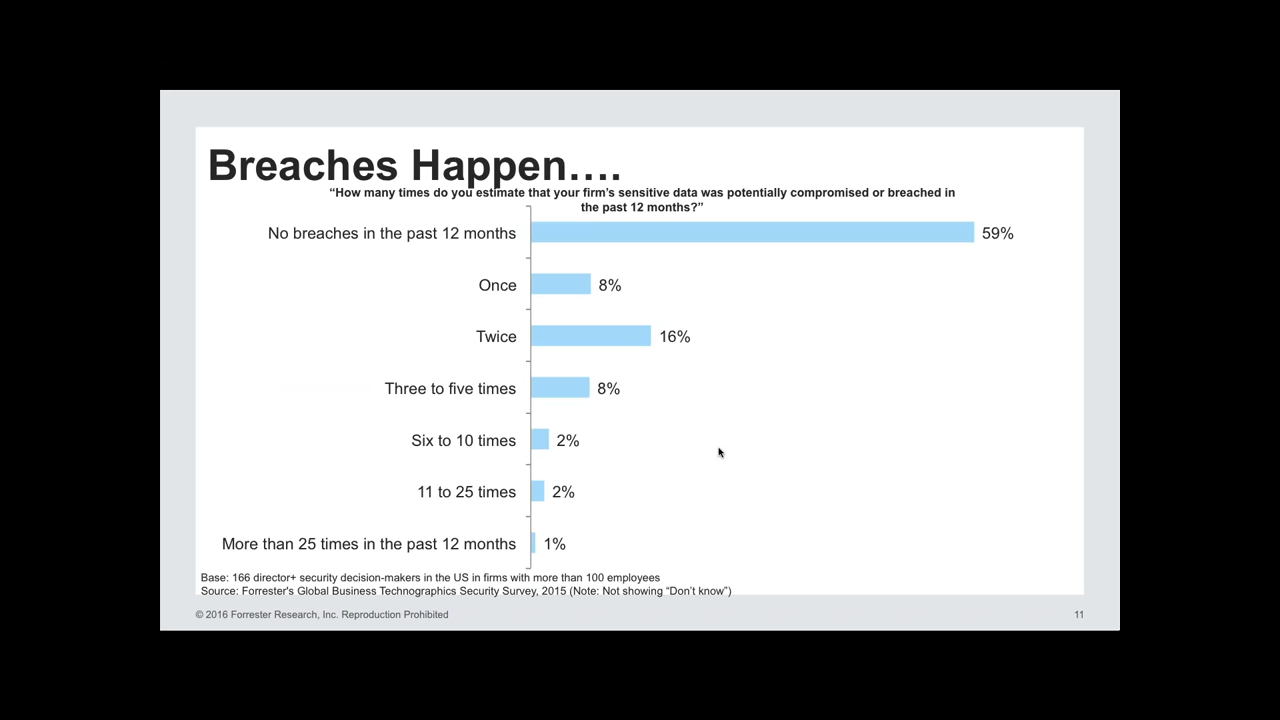 Breaches Happen….
“How many times do you estimate that your firm’s sensitive data was potentially compromised or breached in
the past 12 months?”
No breaches in the past 12 months 59%
Once 8%
Twice 16%
Three to five times 8%
Six to 10 times 2%
11 to 25 times 2%
More than 25 times in the past 12 months 1%
Base: 166 director+ security decision-makers in the US in firms with more than 100 employees
Source: Forrester's Global Business Technographics Security Survey, 2015 (Note: Not showing “Don’t know”)
© 2016 Forrester Research, Inc. Reproduction Prohibited 11